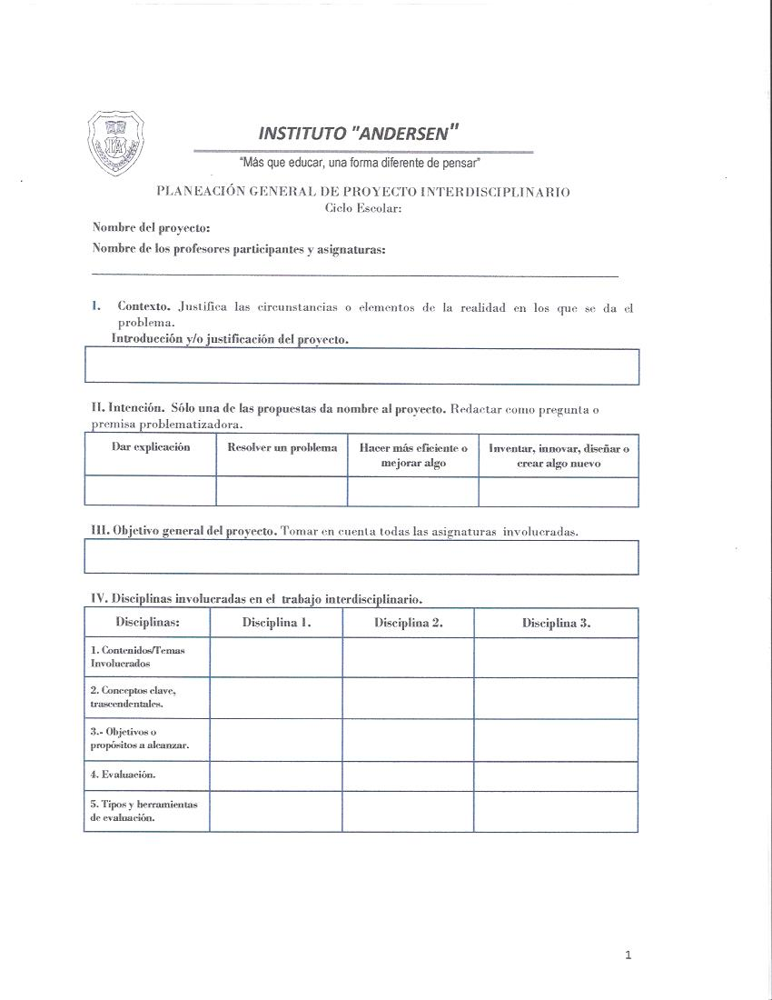 INSTITUTO "ANDERSEN"
"Más que educar, una forma diferente de pensar"
PLANEACIÓN GENERAL DE PROYECTO INTERDISCIPLINARIO
Ciclo Escolar:
Nombre del proyecto:
Nombre de los profesores participantes y asignaturas:
I. Contexto. Justifica las circunstancias o elementos de la realidad en los que se da el
problema.
Introducción y/o justificación del proyecto.
II. Intención. Sólo una de las propuestas da nombre al proyecto. Redactar como pregunta o
premisa problematizadora.
Dar explicación
Resolver un problema
Hacer más eficiente o
mejorar algo
Inventar, innovar, diseñar o
crear algo nuevo
III. Objetivo general del proyecto. Tomar en cuenta todas las asignaturas involucradas.
IV. Disciplinas involucradas en el trabajo interdisciplinario.
Disciplinas:
Disciplina 1.
Disciplina 2.
Disciplina 3.
1. Contenidos/Temas
Involucrados
2. Conceptos clave,
trascendentales.
3.- Objetivos o
propósitos a alcanzar.
4. Evaluación.
5. Tipos y herramientas
de evaluación.
1